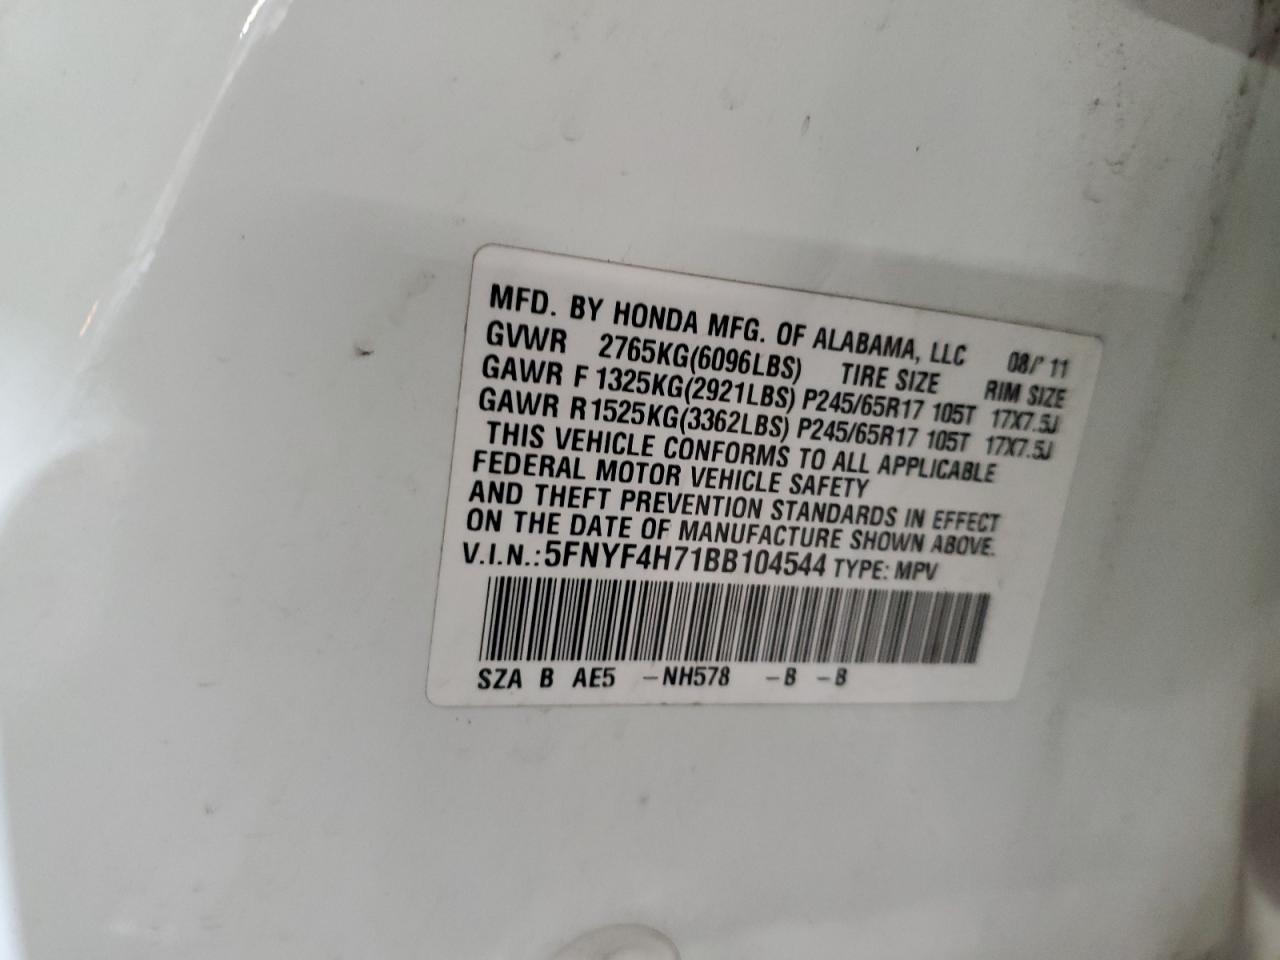 MFD. BY HONDA MFG. OF ALABAMA, LLC 08/'11
GVWR 2765KG(6096LBS) TIRE SIZE RIM SIZE
GAWR F 1325KG(2921LBS) P245/65R17 105T 17X7.5J
GAWR R 1525KG(3362LBS) P245/65R17 105T 17X7.5J
THIS VEHICLE CONFORMS TO ALL APPLICABLE
FEDERAL MOTOR VEHICLE SAFETY
AND THEFT PREVENTION STANDARDS IN EFFECT
ON THE DATE OF MANUFACTURE SHOWN ABOVE.
V.I.N.: 5FNYF4H71BB104544 TYPE: MPV
SZA B AE5 -NH578 -B -B